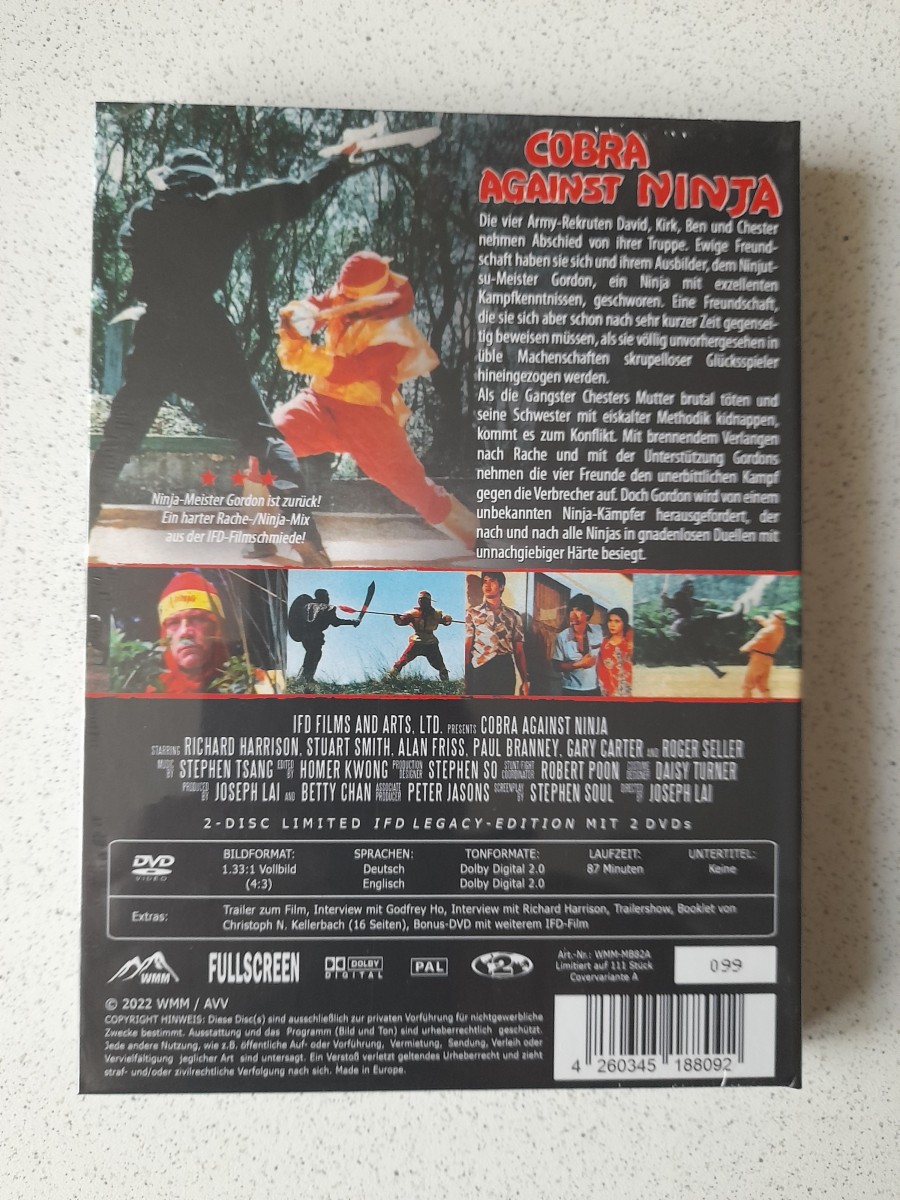 COBRA
AGAINST NINJA
Die vier Army-Rekruten David, Kirk, Ben und Chester
nehmen Abschied von ihrer Truppe. Ewige Freund-
schaft haben sie sich und ihrem Ausbilder, dem Ninjut-
su-Meister Gordon, ein Ninja mit exzellenten
Kampfkenntnissen, geschworen. Eine Freundschaft,
die sie sich aber schon nach sehr kurzer Zeit gegensei-
tig beweisen müssen, als sie völlig unvorhergesehen in
üble Machenschaften skrupelloser Glücksspieler
hineingezogen werden.
Als die Gangster Chesters Mutter brutal töten und
seine Schwester mit eiskalter Methodik kidnappen,
kommt es zum Konflikt. Mit brennendem Verlangen
nach Rache und mit der Unterstützung Gordons
nehmen die vier Freunde den unerbittlichen Kampf
gegen die Verbrecher auf. Doch Gordon wird von einem
unbekannten Ninja-Kämpfer herausgefordert, der
nach und nach alle Ninjas in gnadenlosen Duellen mit
unnachgiebiger Härte besiegt.
Ninja-Meister Gordon ist zurück!
Ein harter Rache-/Ninja-Mix
aus der IFD-Filmschmiede!
IFD FILMS AND ARTS, LTD. PRESENTS COBRA AGAINST NINJA
STARRING RICHARD HARRISON, STUART SMITH, ALAN FRISS, PAUL BRANNEY, GARY CARTER AND ROGER SELLER
MUSIC BY STEPHEN TSANG EDITED BY HOMER KWONG PRODUCTION DESIGNER STEPHEN SO STUNT/FIGHT COORDINATOR ROBERT POON COSTUME DESIGNER DAISY TURNER
PRODUCED BY JOSEPH LAI AND BETTY CHAN ASSOCIATE PRODUCER PETER JASONS SCREENPLAY BY STEPHEN SOUL DIRECTED BY JOSEPH LAI
2-DISC LIMITED IFD LEGACY-EDITION MIT 2 DVDs
DVD
VIDEO
BILDFORMAT:
1.33:1 Vollbild
(4:3)
SPRACHEN:
Deutsch
Englisch
TONFORMATE:
Dolby Digital 2.0
Dolby Digital 2.0
LAUFZEIT:
87 Minuten
UNTERTITEL:
Keine
Extras:
Trailer zum Film, Interview mit Godfrey Ho, Interview mit Richard Harrison, Trailershow, Booklet von
Christoph N. Kellerbach (16 Seiten), Bonus-DVD mit weiterem IFD-Film
WMM
FULLSCREEN
DOLBY
DIGITAL
PAL
2
Art.-Nr.: WMM-MB82A
Limitiert auf 111 Stück
Covervariante A
099
© 2022 WMM / AVV
COPYRIGHT HINWEIS: Diese Disc(s) sind ausschließlich zur privaten Vorführung für nichtgewerbliche
Zwecke bestimmt. Ausstattung und das Programm (Bild und Ton) sind urheberrechtlich geschützt.
Jede andere Nutzung, wie z.B. öffentliche Auf- oder Vorführung, Vermietung, Sendung, Verleih oder
Vervielfältigung jeglicher Art sind untersagt. Ein Verstoß verletzt geltendes Urheberrecht und zieht
straf- und/oder zivilrechtliche Verfolgung nach sich. Made in Europe.
4 260345 188092